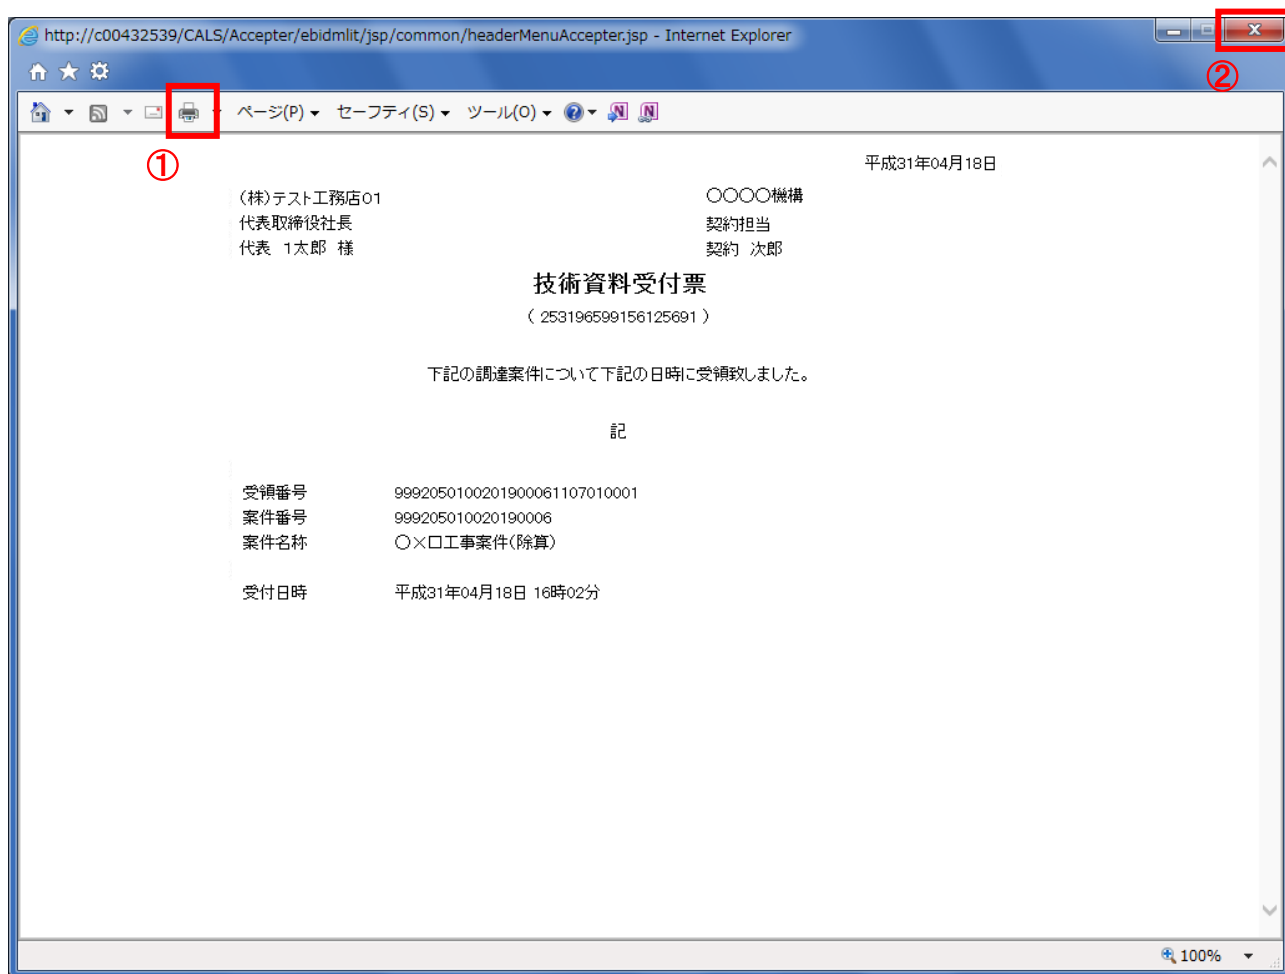 http://c00432539/CALS/Accepter/ebidmlit/jsp/common/headerMenuAccepter.jsp - Internet Explorer
②
ページ(P) セーフティ(S) ツール(O)
①
平成31年04月18日
(株)テスト工務店01
〇〇〇〇機構
代表取締役社長
契約担当
代表 1太郎 様
契約 次郎
技術資料受付票
( 253196599156125691 )
下記の調達案件について下記の日時に受領致しました。
記
受領番号 9992050100201900061107010001
案件番号 999205010020190006
案件名称 〇×口工事案件(除算)
受付日時 平成31年04月18日 16時02分
100%